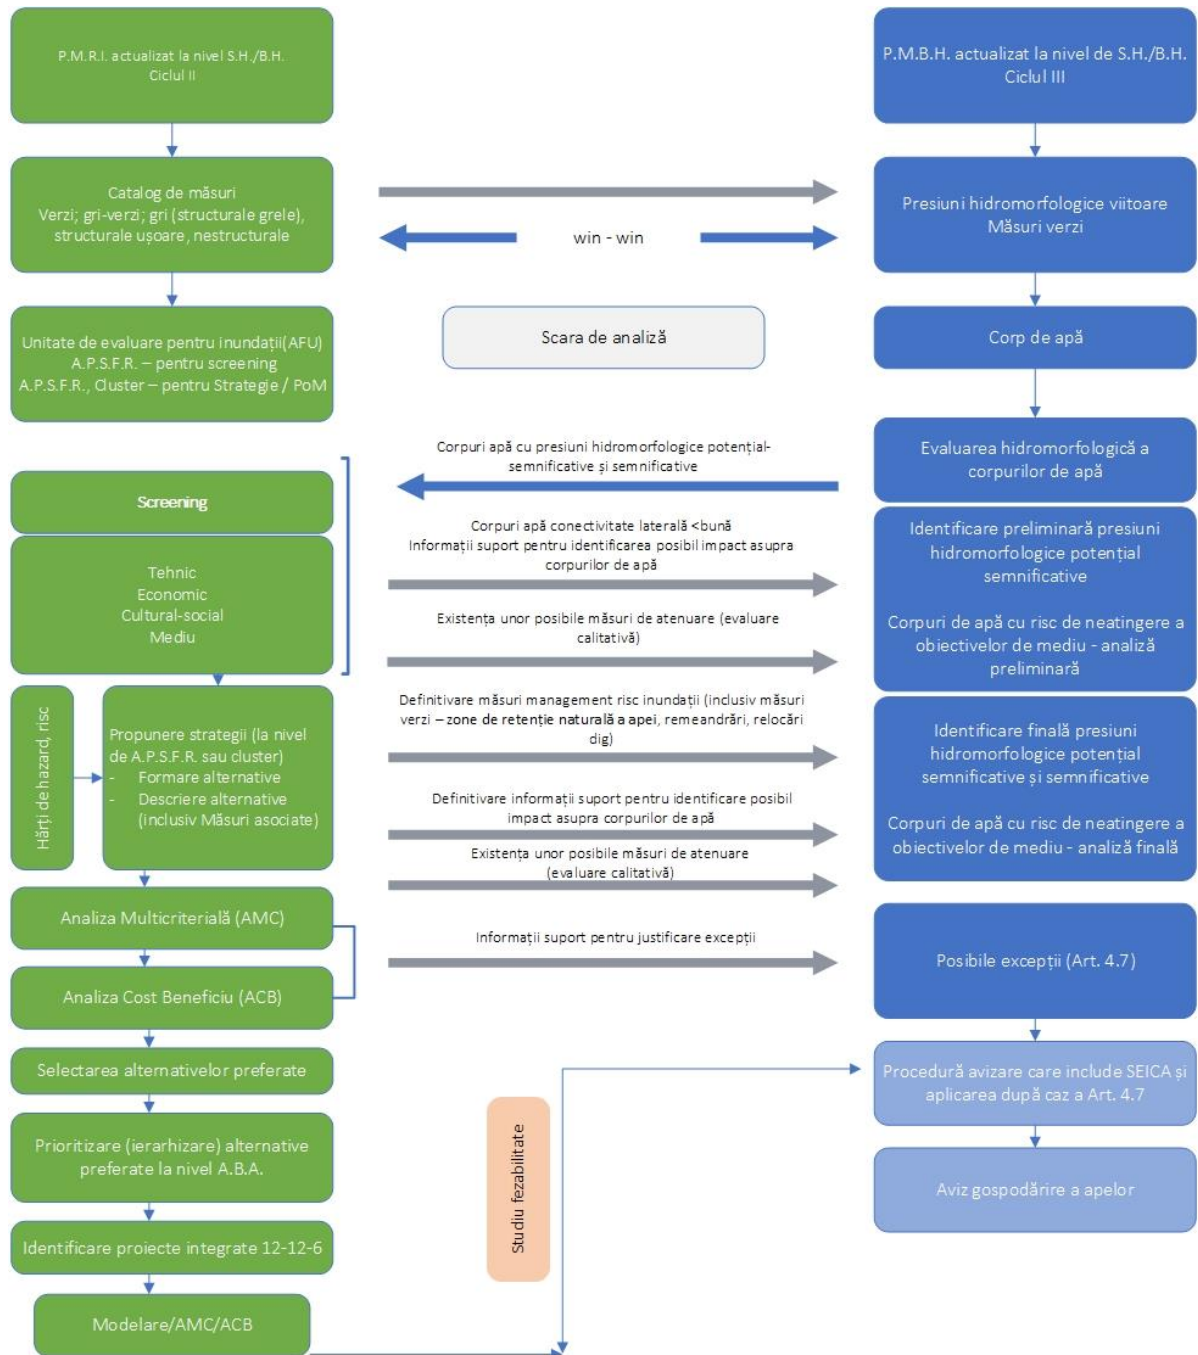 P.M.R.I. actualizat la nivel S.H./B.H.
Ciclul II
P.M.B.H. actualizat la nivel de S.H./B.H.
Ciclul III
Catalog de măsuri
Verzi; gri-verzi; gri (structurale grele),
structurale ușoare, nestructurale
win - win
Presiuni hidromorfologice viitoare
Măsuri verzi
Unitate de evaluare pentru inundații(AFU)
A.P.S.F.R. – pentru screening
A.P.S.F.R., Cluster – pentru Strategie / PoM
Scara de analiză
Corp de apă
Corpuri apă cu presiuni hidromorfologice potențial-
semnificative și semnificative
Evaluarea hidromorfologică a
corpurilor de apă
Screening
Tehnic
Economic
Cultural-social
Mediu
Corpuri apă conectivitate laterală <bună
Informații suport pentru identificarea posibil impact asupra
corpurilor de apă
Existența unor posibile măsuri de atenuare (evaluare
calitativă)
Identificare preliminară presiuni
hidromorfologice potențial
semnificative
Corpuri de apă cu risc de neatingere a
obiectivelor de mediu - analiză
preliminară
Hărți de hazard, risc
Propunere strategii (la nivel
de A.P.S.F.R. sau cluster)
- Formare alternative
- Descriere alternative
(inclusiv Măsuri asociate)
Definitivare măsuri management risc inundații (inclusiv măsuri
verzi – zone de retenție naturală a apei, remeandrări, relocări
dig)
Definitivare informații suport pentru identificare posibil
impact asupra corpurilor de apă
Existența unor posibile măsuri de atenuare
(evaluare calitativă)
Identificare finală presiuni
hidromorfologice potențial
semnificative și semnificative
Corpuri de apă cu risc de neatingere a
obiectivelor de mediu - analiză finală
Analiza Multicriterială (AMC)
Analiza Cost Beneficiu (ACB)
Informații suport pentru justificare excepții
Posibile excepții (Art. 4.7)
Selectarea alternativelor preferate
Prioritizare (ierarhizare) alternative
preferate la nivel A.B.A.
Identificare proiecte integrate 12-12-6
Modelare/AMC/ACB
Studiu fezabilitate
Procedură avizare care include SEICA și
aplicarea după caz a Art. 4.7
Aviz gospodărire a apelor